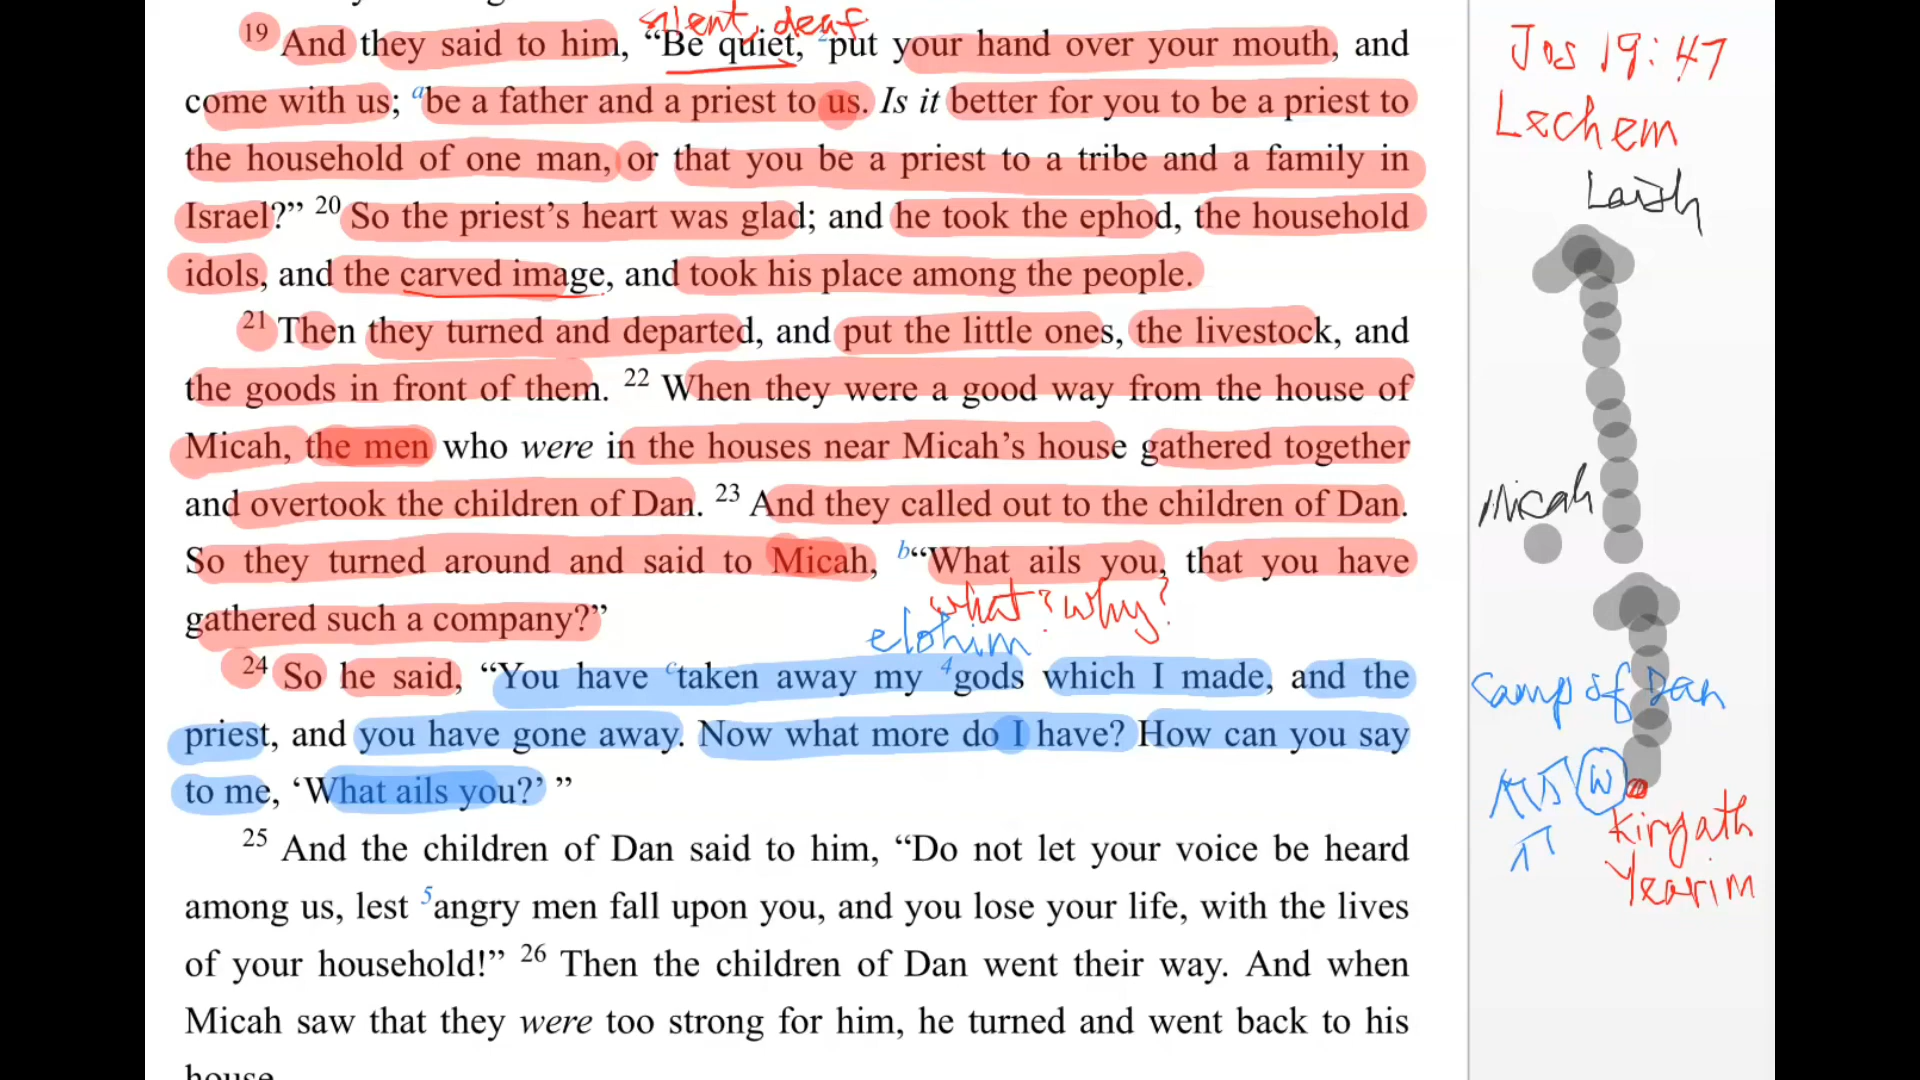 silent, deaf
19 And they said to him, “Be quiet, 2put your hand over your mouth, and
come with us; abe a father and a priest to us. Is it better for you to be a priest to
the household of one man, or that you be a priest to a tribe and a family in
Israel?” 20 So the priest’s heart was glad; and he took the ephod, the household
idols, and the carved image, and took his place among the people.
21 Then they turned and departed, and put the little ones, the livestock, and
the goods in front of them. 22 When they were a good way from the house of
Micah, the men who were in the houses near Micah’s house gathered together
and overtook the children of Dan. 23 And they called out to the children of Dan.
So they turned around and said to Micah, b“What ails you, that you have
gathered such a company?”
what? why?
elohim
24 So he said, “You have ctaken away my 4gods which I made, and the
priest, and you have gone away. Now what more do I have? How can you say
to me, ‘What ails you?’ ”
25 And the children of Dan said to him, “Do not let your voice be heard
among us, lest 5angry men fall upon you, and you lose your life, with the lives
of your household!” 26 Then the children of Dan went their way. And when
Micah saw that they were too strong for him, he turned and went back to his
house.
Jos 19:47
Lechem
Laish
Micah
Camp of Dan
W
Kiryath
Yearim